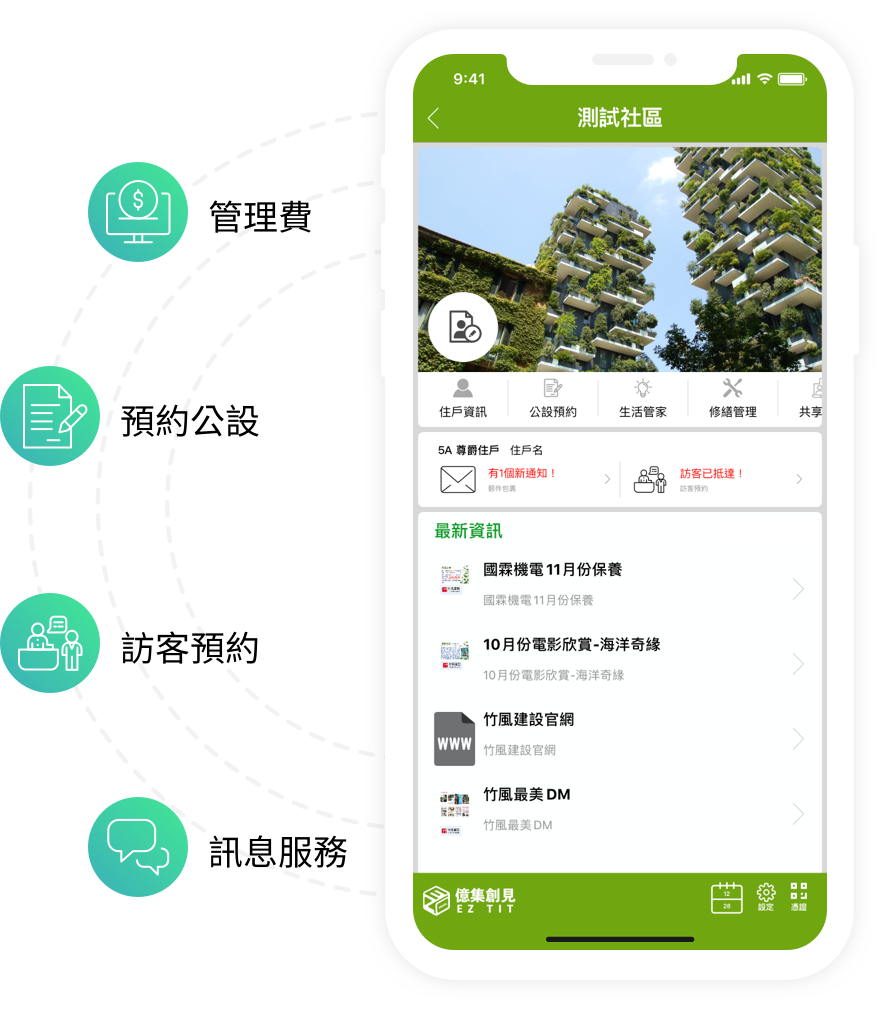 管理費
預約公設
訪客預約
訊息服務
9:41
測試社區
住戶資訊
公設預約
生活管家
修繕管理
共享
5A 尊爵住戶 住戶名
有1個新通知！
郵件包裹
訪客已抵達！
訪客預約
最新資訊
國霖機電 11月份保養
國霖機電 11月份保養
10月份電影欣賞-海洋奇緣
10月份電影欣賞-海洋奇緣
WWW
竹風建設官網
竹風建設官網
竹風最美 DM
竹風最美 DM
億集創見
EZ TIT
12
28
設定
憑證